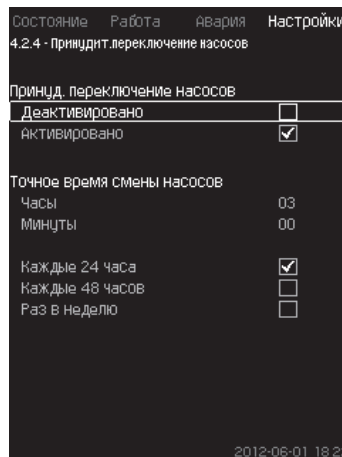 Состояние Работа Авария Настройки
4.2.4 - Принудит.переключение насосов
Принуд. переключение насосов
Деактивировано
Активировано
Точное время смены насосов
Часы 03
Минуты 00
Каждые 24 часа
Каждые 48 часов
Раз в неделю
2012-06-01 18:2